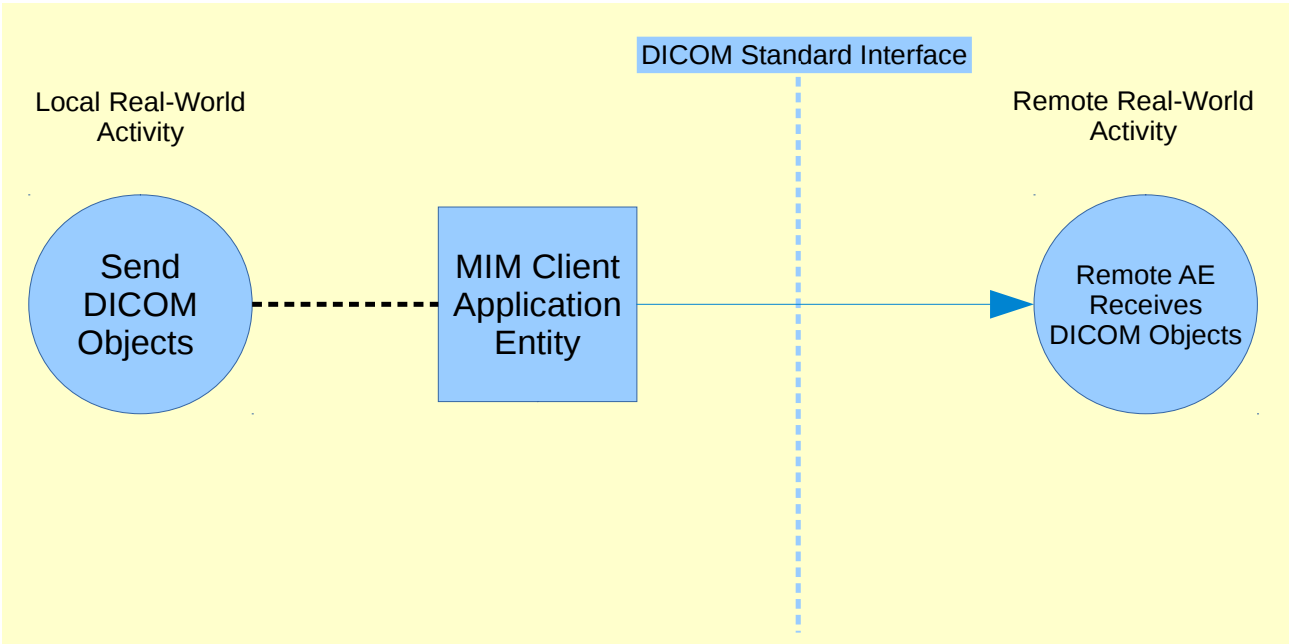 DICOM Standard Interface
Local Real-World
Activity
Remote Real-World
Activity
Send
DICOM
Objects
MIM Client
Application
Entity
Remote AE
Receives
DICOM Objects